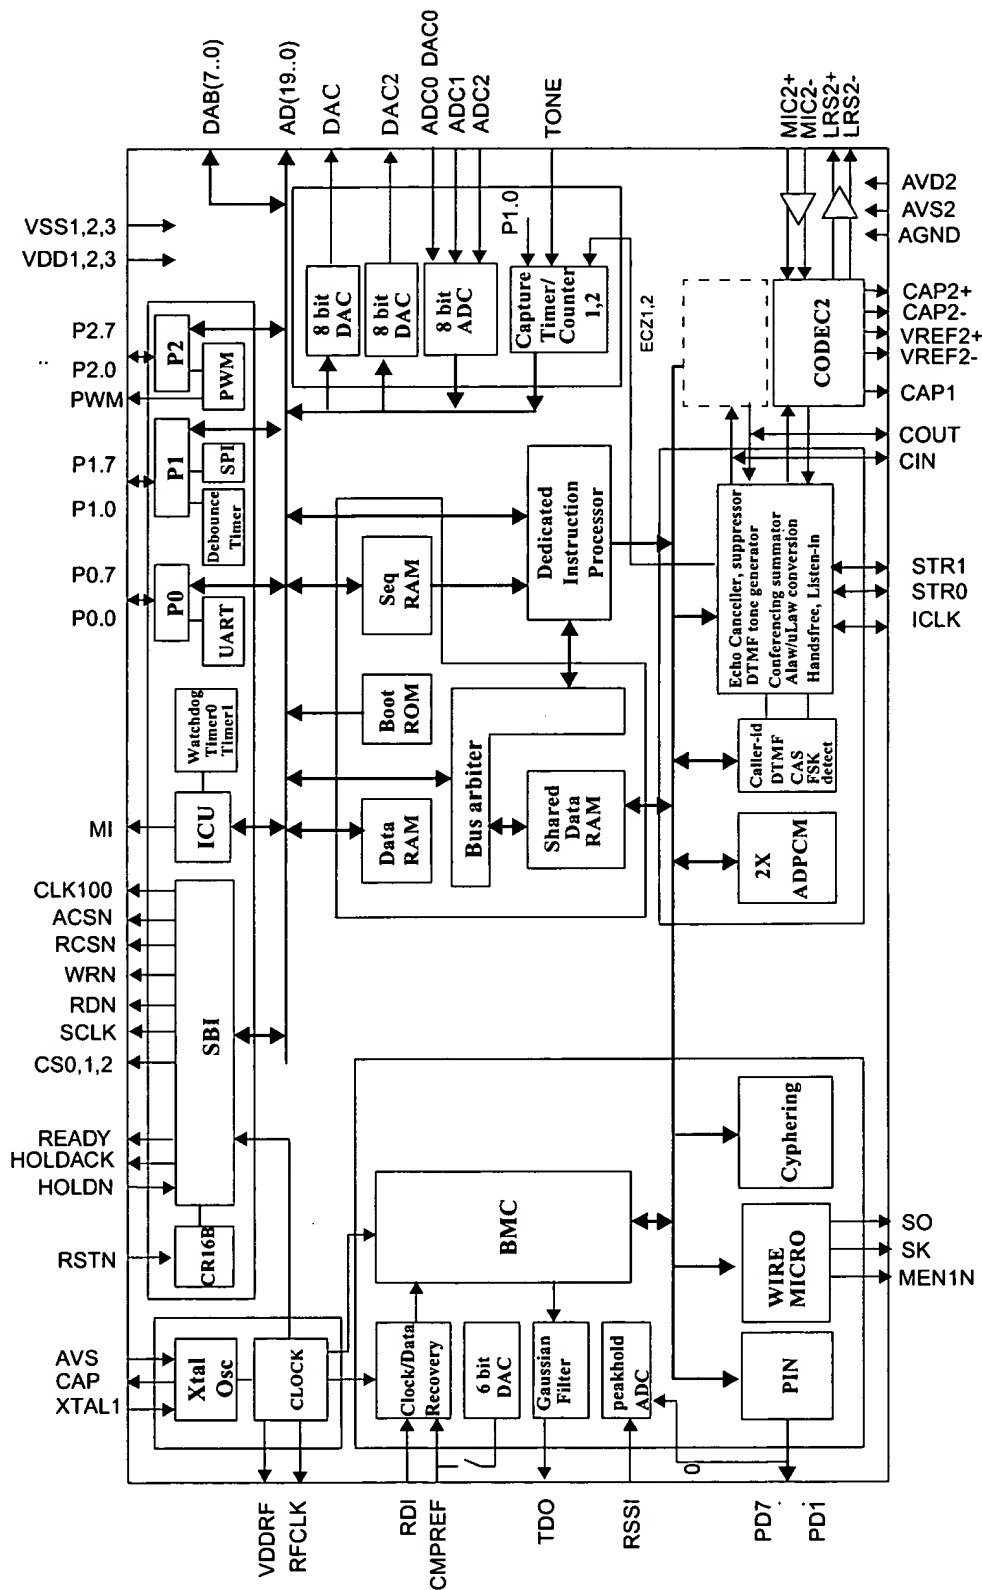 DAB(7..0)
AD(19..0)
DAC
DAC2
ADC0 DAC0
ADC1
ADC2
TONE
MIC2+
MIC2-
LRS2+
LRS2-
VSS1,2,3
VDD1,2,3
P2.7
P2.0
PWM
P1.7
P1.0
P0.7
P0.0
MI
CLK100
ACSN
RCSN
WRN
RDN
SCLK
CS0,1,2
READY
HOLDACK
HOLDN
RSTN
AVS
CAP
XTAL1
P2
PWM
P1
SPI
Debounce
Timer
P0
UART
Watchdog
Timer0
Timer1
ICU
SBI
CR16B
Xtal
Osc
CLOCK
8 bit
DAC
8 bit
DAC
8 bit
ADC
Capture
Timer/
Counter
1,2
P1.0
ECZ1,2
Seq
RAM
Dedicated
Instruction
Processor
Boot
ROM
Data
RAM
Bus arbiter
Shared
Data
RAM
CODEC2
Echo Canceller, suppressor
DTMF tone generator
Conferencing summator
Alaw/uLaw conversion
Handsfree, Listen-in
Caller-id
DTMF
CAS
FSK
detect
2X
ADPCM
BMC
Cyphering
WIRE
MICRO
PIN
Clock/Data
Recovery
6 bit
DAC
Gaussian
Filter
peakhold
ADC
0
AVD2
AVS2
AGND
CAP2+
CAP2-
VREF2+
VREF2-
CAP1
COUT
CIN
STR1
STR0
ICLK
SO
SK
MEN1N
VDDRF
RFCLK
RDI
CMPREF
TDO
RSSI
PD7
PD1